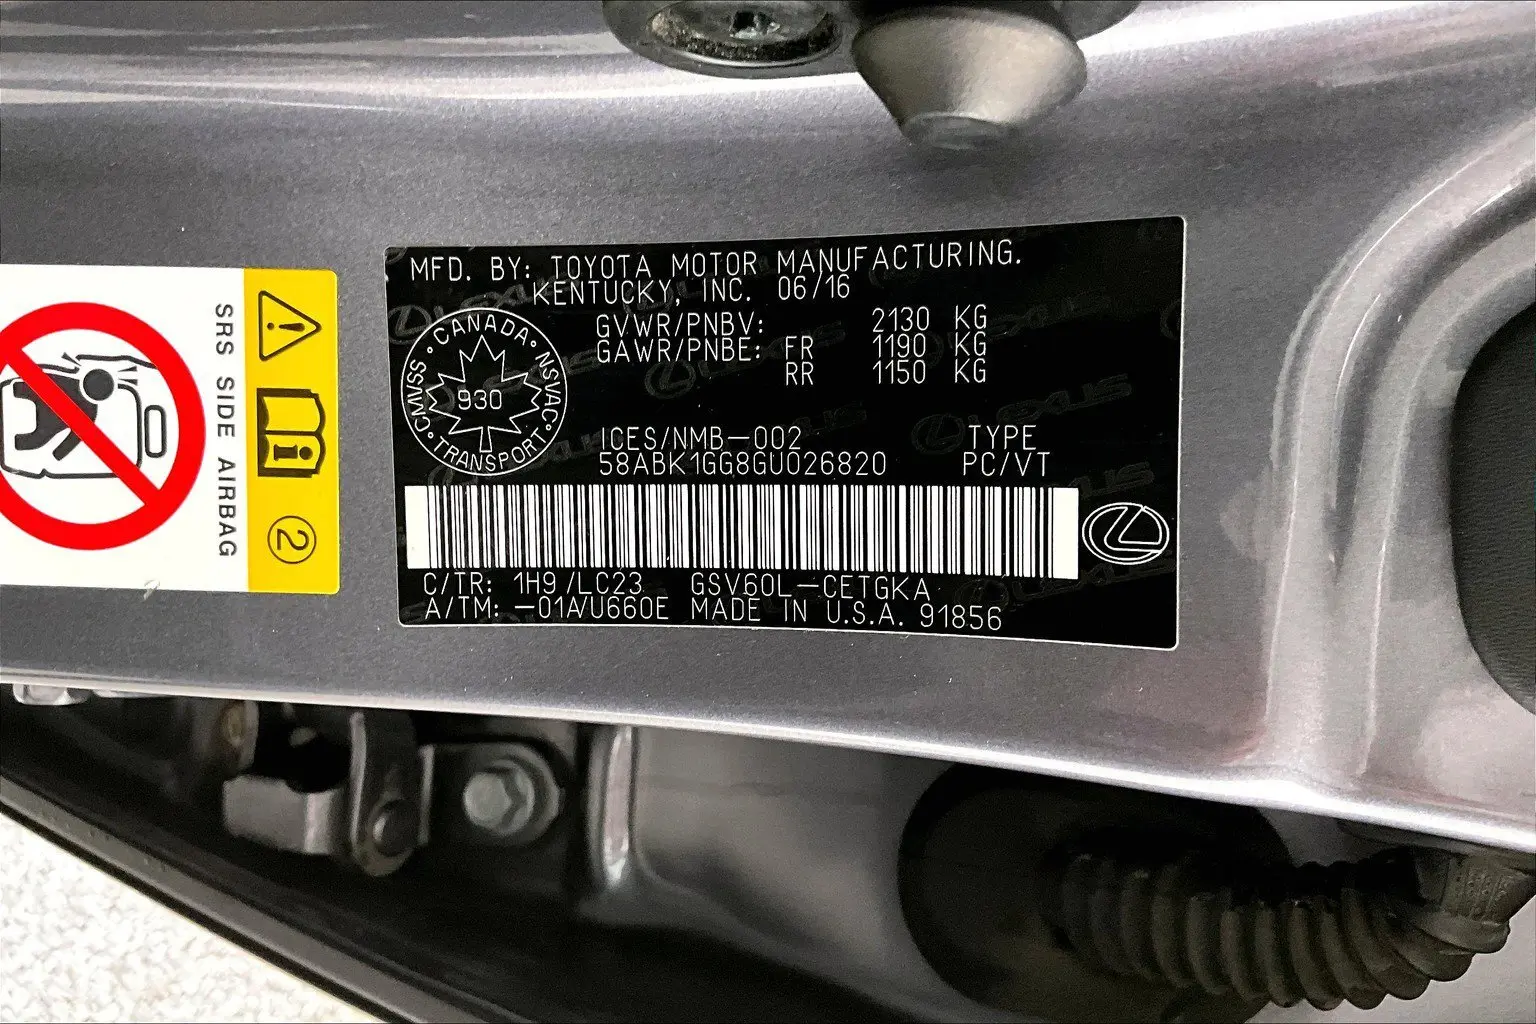 MFD. BY: TOYOTA MOTOR MANUFACTURING.
KENTUCKY, INC. 06/16
GVWR/PNBV: 2130 KG
GAWR/PNBE: FR 1190 KG
RR 1150 KG
CANADA · NSVAC · TRANSPORT · CMVSS ·
930
ICES/NMB-002 TYPE
58ABK1GG8GU026820 PC/VT
C/TR: 1H9/LC23 GSV60L-CETGKA
A/TM: -01A/U660E MADE IN U.S.A. 91856
SRS SIDE AIRBAG
2
LEXUS